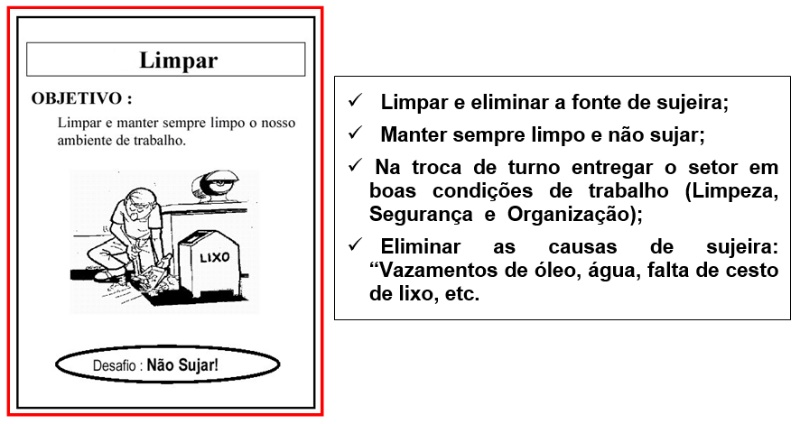 Limpar
OBJETIVO :
Limpar e manter sempre limpo o nosso
ambiente de trabalho.
LIXO
Desafio : Não Sujar!
✓ Limpar e eliminar a fonte de sujeira;
✓ Manter sempre limpo e não sujar;
✓ Na troca de turno entregar o setor em
boas condições de trabalho (Limpeza,
Segurança e Organização);
✓ Eliminar as causas de sujeira:
“Vazamentos de óleo, água, falta de cesto
de lixo, etc.